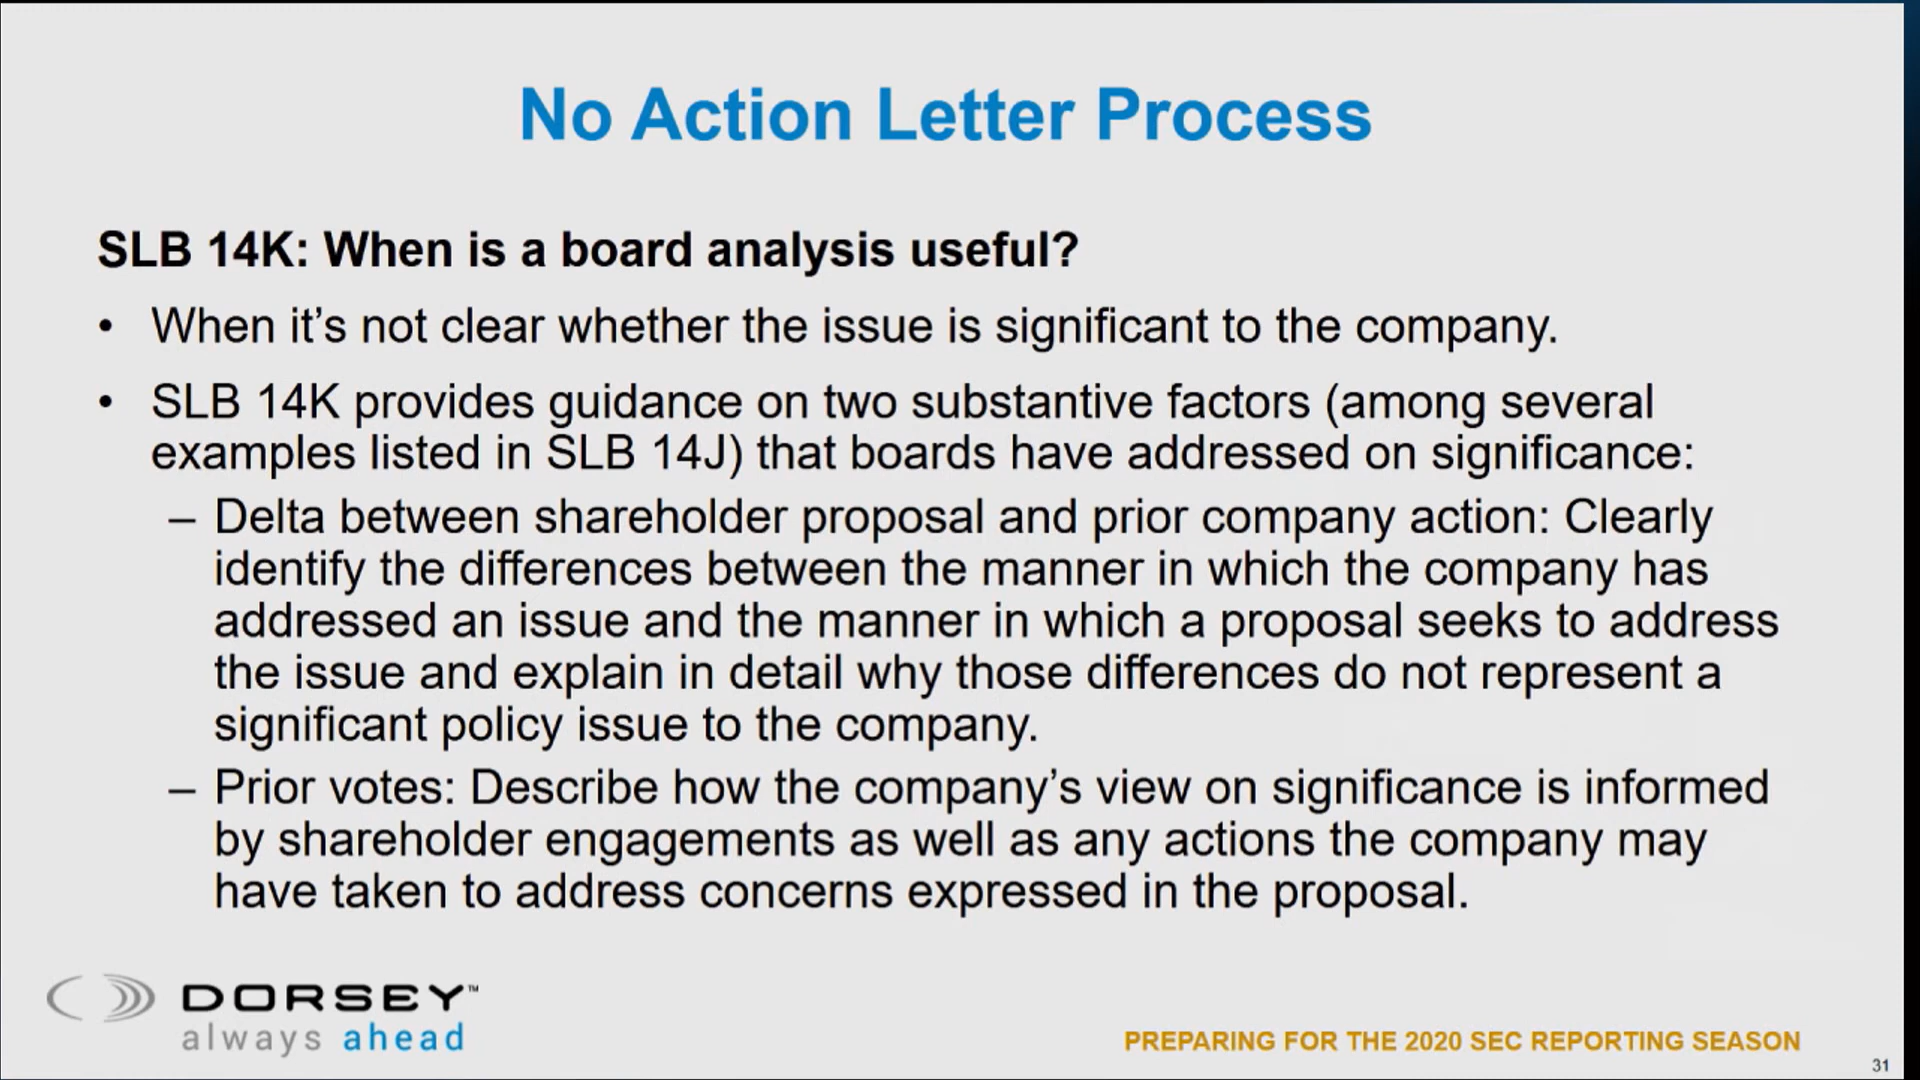 No Action Letter Process
SLB 14K: When is a board analysis useful?
• When it’s not clear whether the issue is significant to the company.
• SLB 14K provides guidance on two substantive factors (among several
examples listed in SLB 14J) that boards have addressed on significance:
– Delta between shareholder proposal and prior company action: Clearly
identify the differences between the manner in which the company has
addressed an issue and the manner in which a proposal seeks to address
the issue and explain in detail why those differences do not represent a
significant policy issue to the company.
– Prior votes: Describe how the company’s view on significance is informed
by shareholder engagements as well as any actions the company may
have taken to address concerns expressed in the proposal.
DORSEY™
always ahead
PREPARING FOR THE 2020 SEC REPORTING SEASON
31